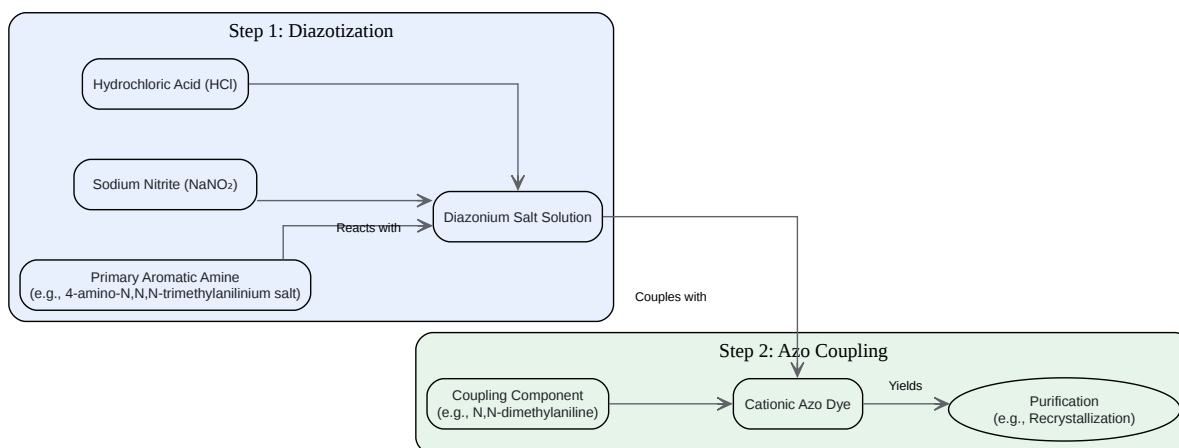 Step 1: Diazotization
Hydrochloric Acid (HCl)
Sodium Nitrite (NaNO₂)
Diazonium Salt Solution
Reacts with
Primary Aromatic Amine
(e.g., 4-amino-N,N,N-trimethylanilinium salt)
Couples with
Step 2: Azo Coupling
Coupling Component
(e.g., N,N-dimethylaniline)
Cationic Azo Dye
Yields
Purification
(e.g., Recrystallization)